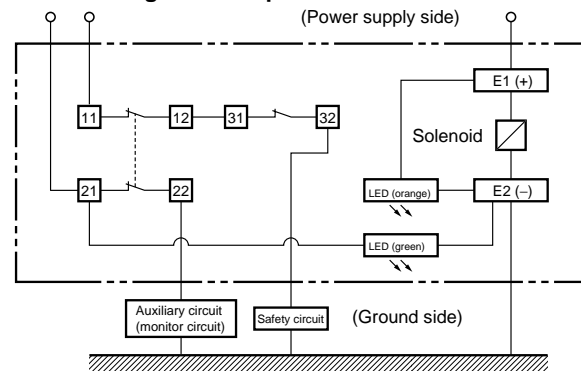 (Power supply side)
E1 (+)
11
12
31
32
Solenoid
21
22
LED (orange)
E2 (−)
LED (green)
Auxiliary circuit
(monitor circuit)
Safety circuit
(Ground side)